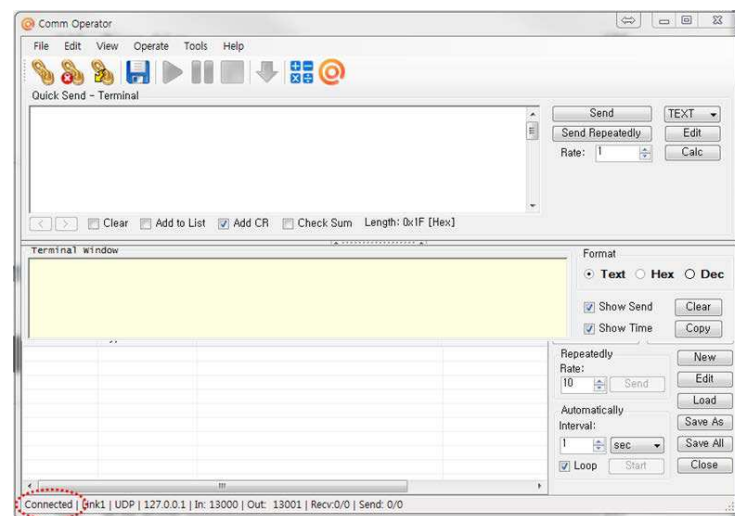 Comm Operator
File Edit View Operate Tools Help
Quick Send - Terminal
Send TEXT
Send Repeatedly Edit
Rate: 1 Calc
< > Clear Add to List Add CR Check Sum Length: 0x1F [Hex]
Terminal Window
Format
Text Hex Dec
Show Send Clear
Show Time Copy
Repeatedly New
Rate:
10 Send Edit
Load
Automatically
Interval: Save As
1 sec Save All
Loop Start Close
Connected | Link1 | UDP | 127.0.0.1 | In: 13000 | Out: 13001 | Recv:0/0 | Send: 0/0